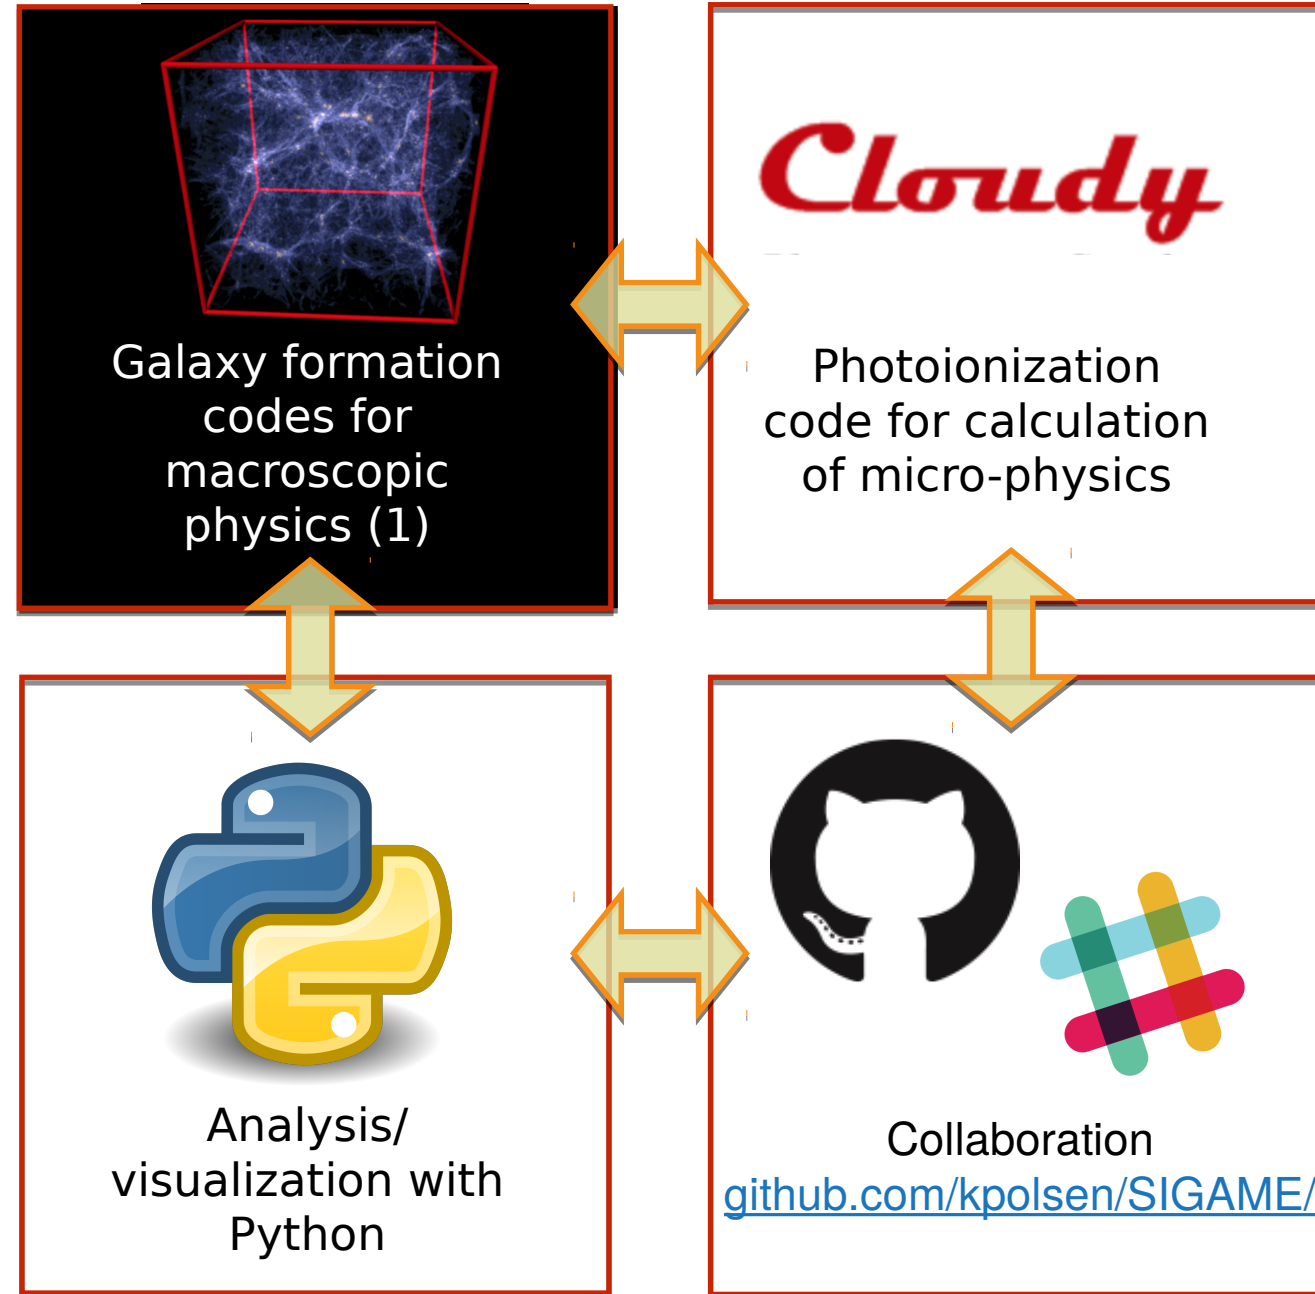 Galaxy formation
codes for
macroscopic
physics (1)
Cloudy
Photoionization
code for calculation
of micro-physics
Analysis/
visualization with
Python
Collaboration
github.com/kpolsen/SIGAME/